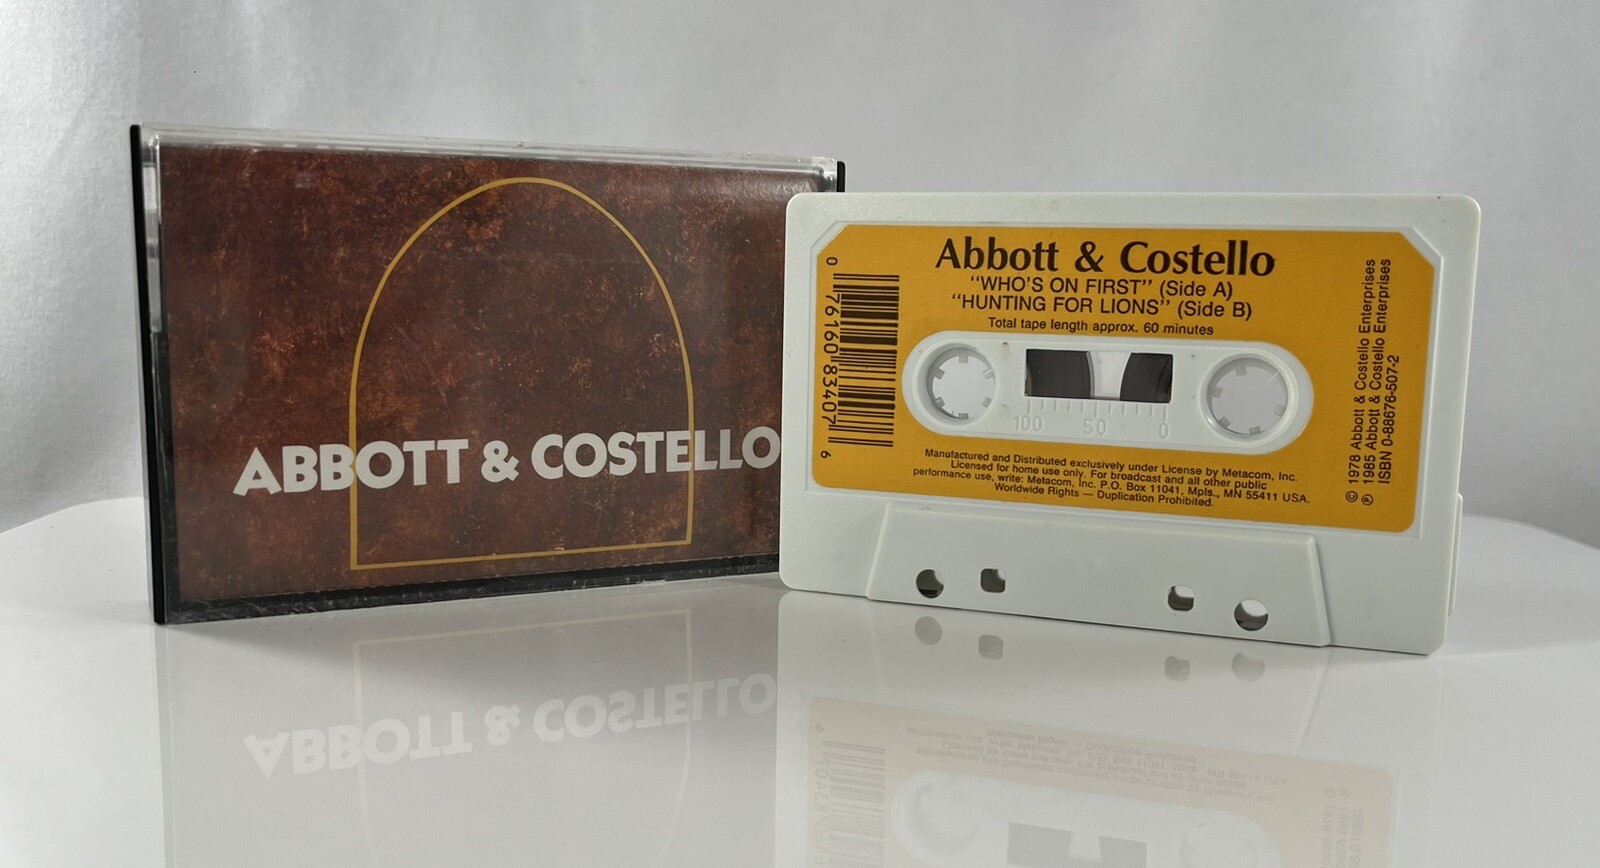 ABBOTT & COSTELLO
Abbott & Costello
"WHO'S ON FIRST" (Side A)
"HUNTING FOR LIONS" (Side B)
Total tape length approx. 60 minutes
0 76160 83407 6
100 50 0
Manufactured and Distributed exclusively under License by Metacom, Inc.
Licensed for home use only. For broadcast and all other public
performance use, write: Metacom, Inc. P.O. Box 11041, Mpls., MN 55411 USA.
Worldwide Rights — Duplication Prohibited.
© 1978 Abbott & Costello Enterprises
℗ 1985 Abbott & Costello Enterprises
ISBN 0-88676-507-2